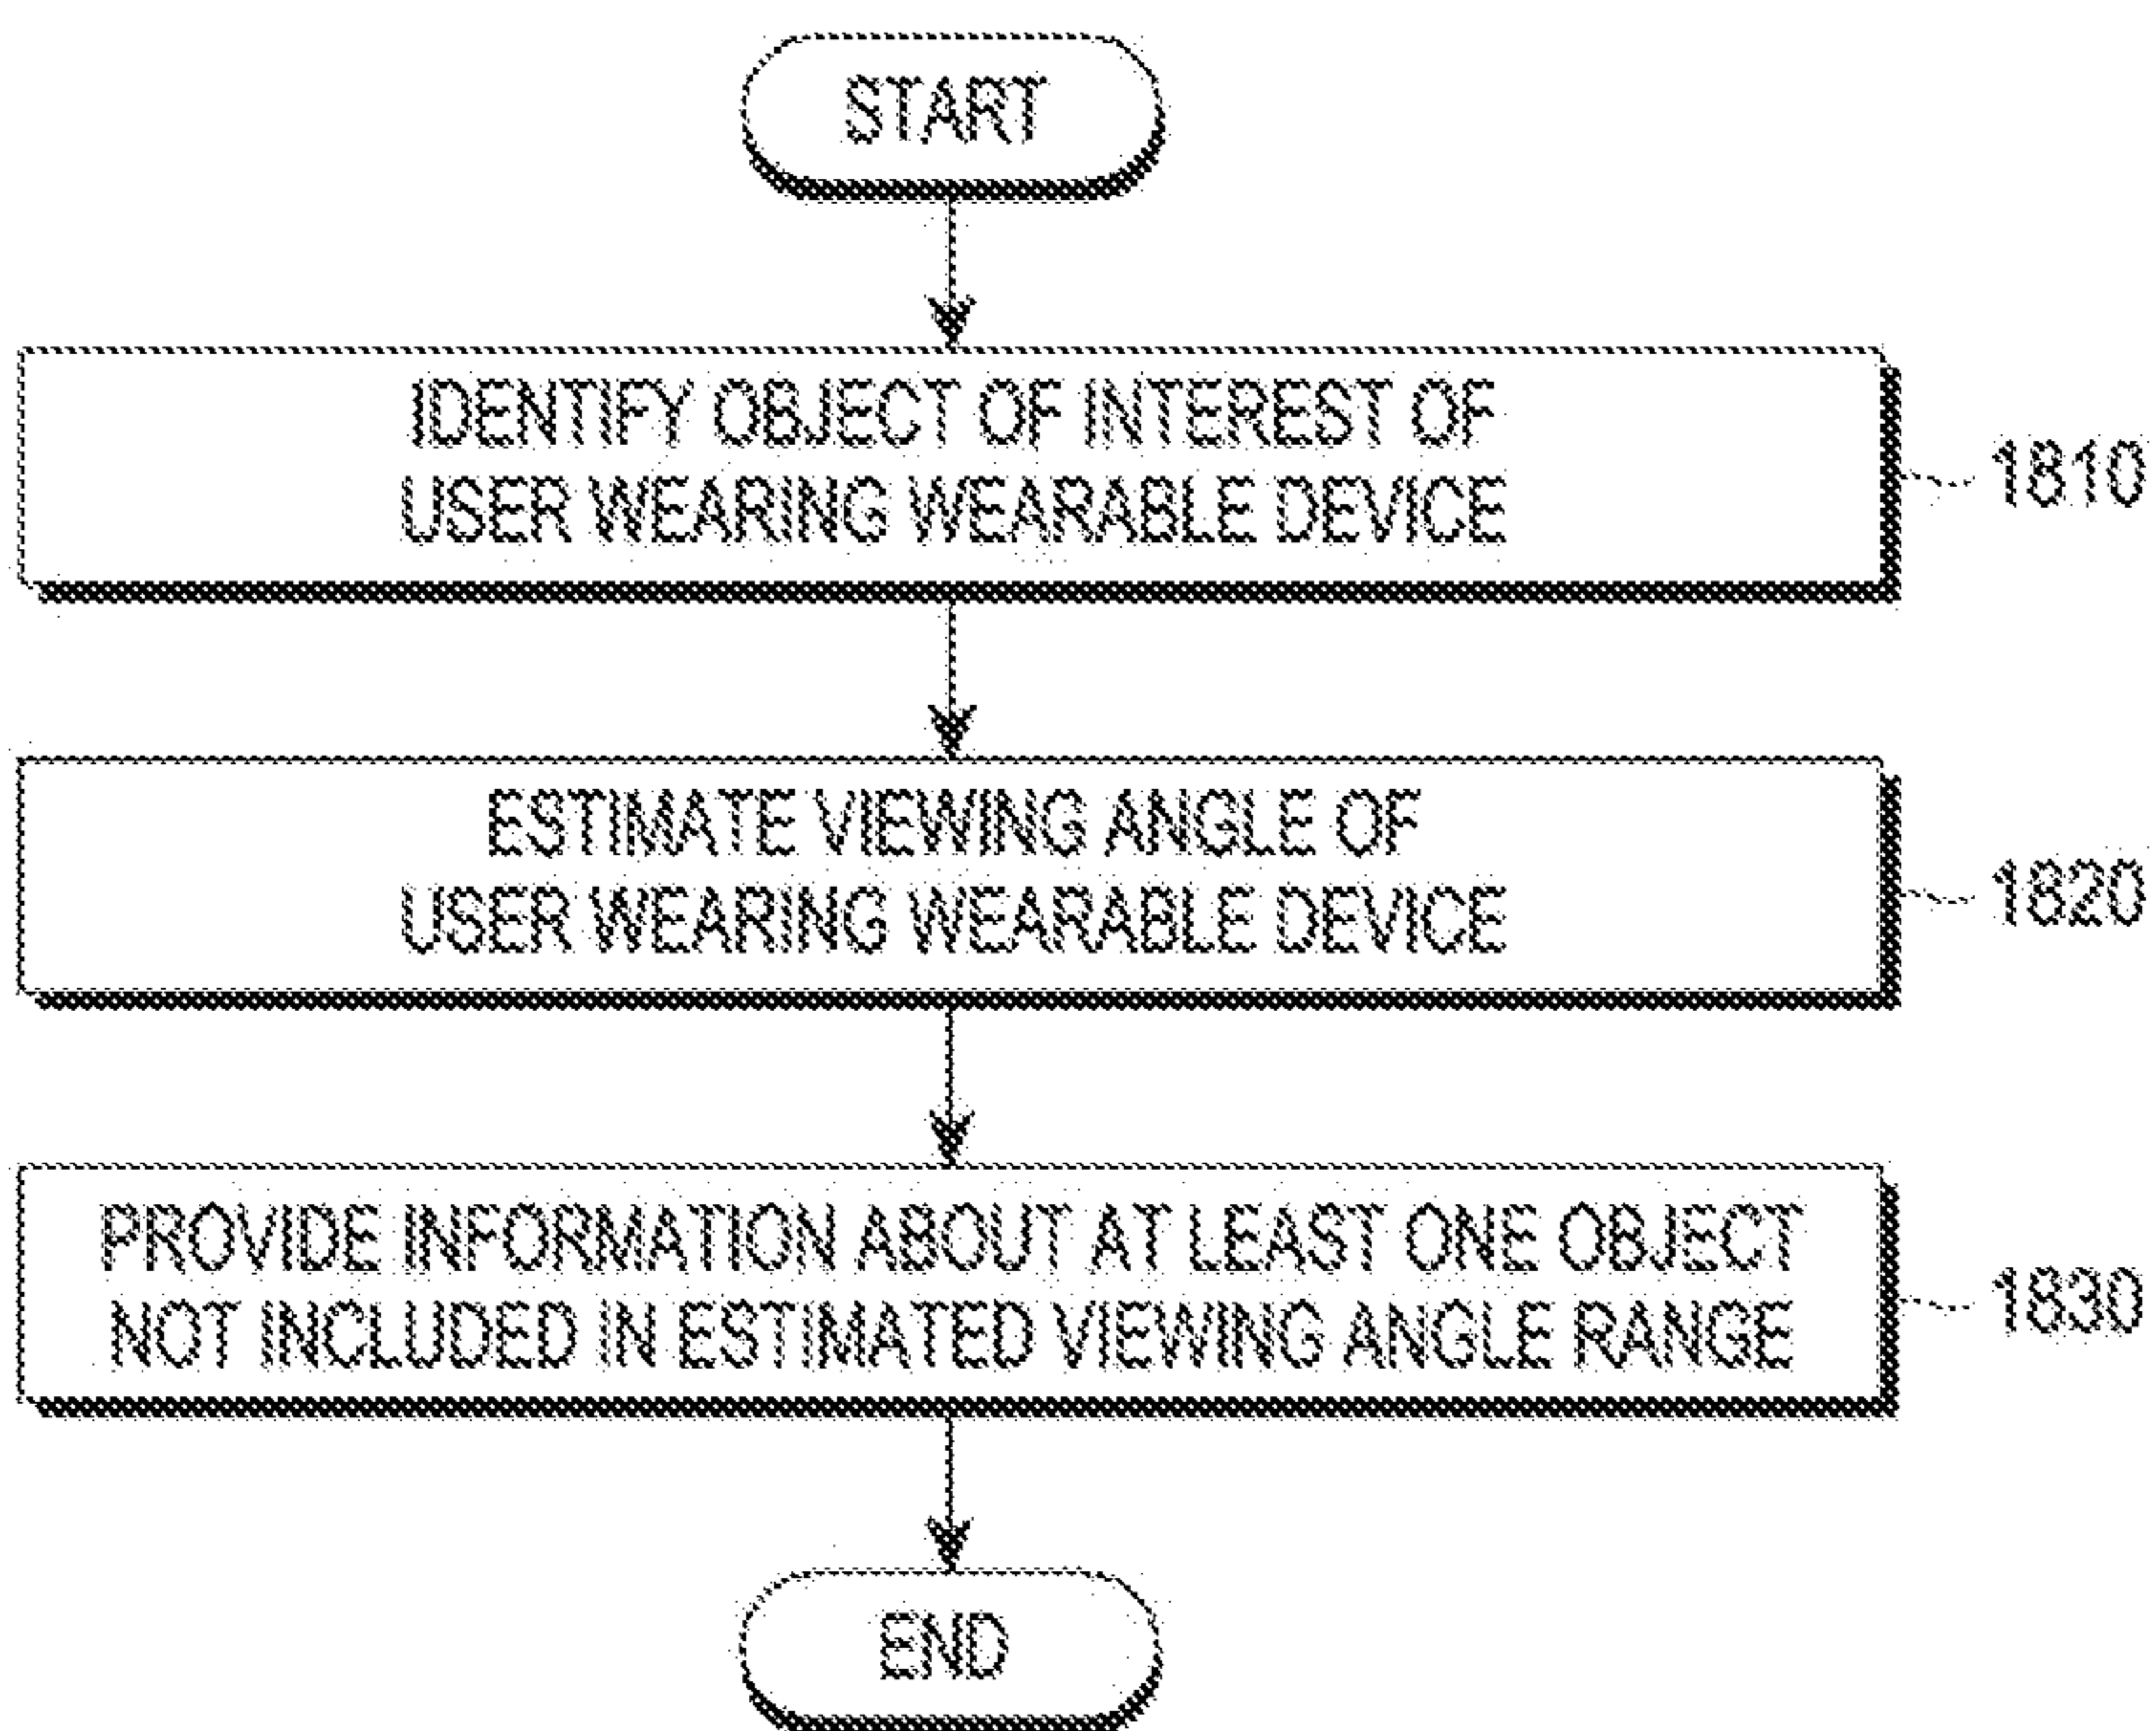 START
IDENTIFY OBJECT OF INTEREST OF
USER WEARING WEARABLE DEVICE
1810
ESTIMATE VIEWING ANGLE OF
USER WEARING WEARABLE DEVICE
1820
PROVIDE INFORMATION ABOUT AT LEAST ONE OBJECT
NOT INCLUDED IN ESTIMATED VIEWING ANGLE RANGE
1830
END